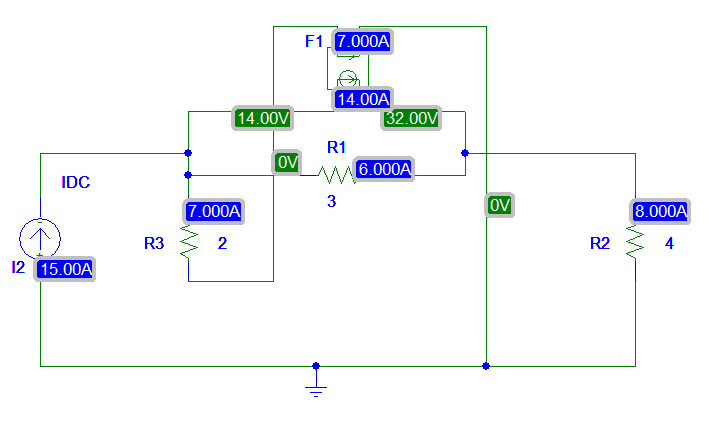 F1
7.000A
14.00A
14.00V
32.00V
R1
0V
6.000A
IDC
3
7.000A
0V
8.000A
R3
2
R2
4
I2
15.00A